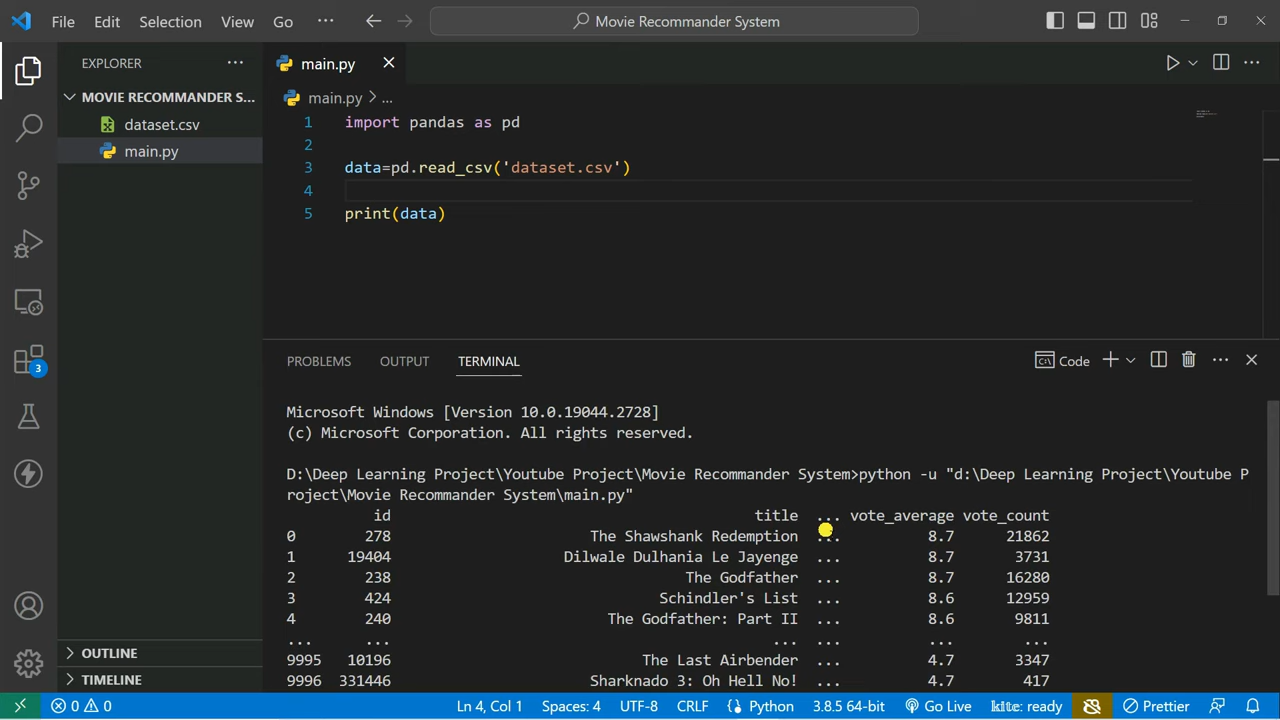 File Edit Selection View Go ... Movie Recommander System
EXPLORER ...
MOVIE RECOMMANDER S...
dataset.csv
main.py
OUTLINE
TIMELINE
3
main.py
main.py > ...
1 import pandas as pd
2
3 data=pd.read_csv('dataset.csv')
4
5 print(data)
PROBLEMS OUTPUT TERMINAL Code
Microsoft Windows [Version 10.0.19044.2728]
(c) Microsoft Corporation. All rights reserved.
D:\Deep Learning Project\Youtube Project\Movie Recommander System>python -u "d:\Deep Learning Project\Youtube P
roject\Movie Recommander System\main.py"
id title ... vote_average vote_count
0 278 The Shawshank Redemption ... 8.7 21862
1 19404 Dilwale Dulhania Le Jayenge ... 8.7 3731
2 238 The Godfather ... 8.7 16280
3 424 Schindler's List ... 8.6 12959
4 240 The Godfather: Part II ... 8.6 9811
... ... ... ... ... ...
9995 10196 The Last Airbender ... 4.7 3347
9996 331446 Sharknado 3: Oh Hell No! ... 4.7 417
0 0 Ln 4, Col 1 Spaces: 4 UTF-8 CRLF Python 3.8.5 64-bit Go Live kite: ready Prettier